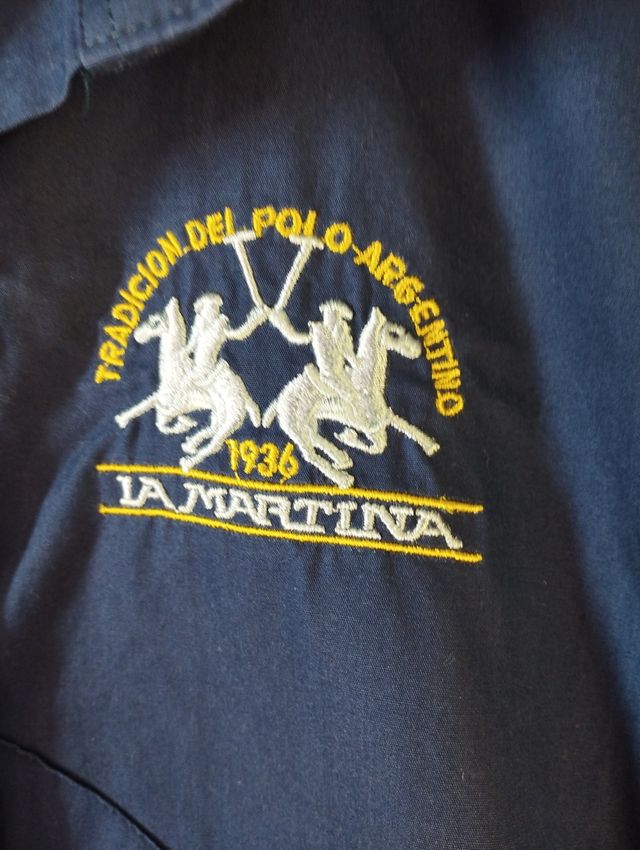 TRADICION.DEL POLO-ARGENTINO
1936
LA MARTINA